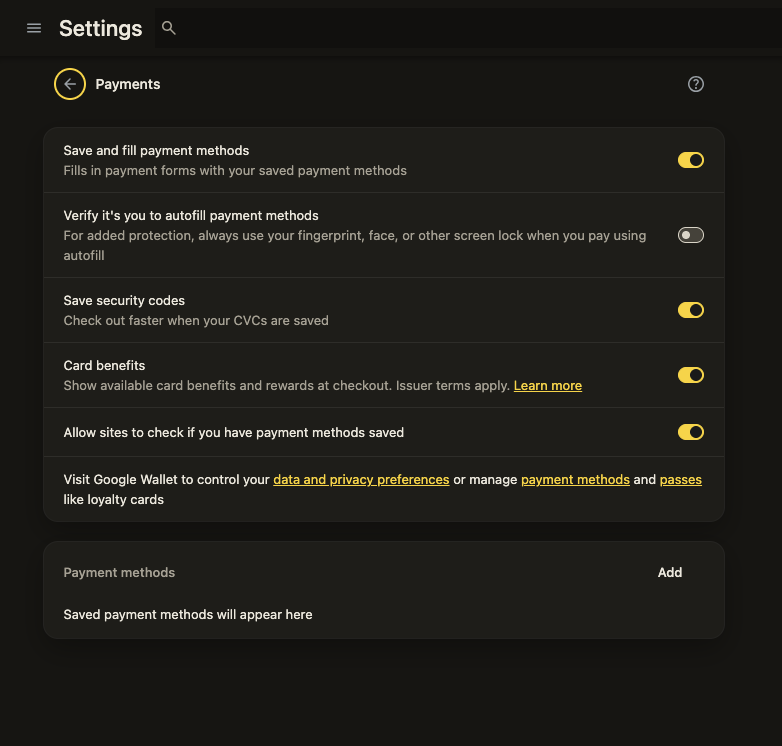 Settings
Payments
Save and fill payment methods
Fills in payment forms with your saved payment methods
Verify it's you to autofill payment methods
For added protection, always use your fingerprint, face, or other screen lock when you pay using
autofill
Save security codes
Check out faster when your CVCs are saved
Card benefits
Show available card benefits and rewards at checkout. Issuer terms apply. Learn more
Allow sites to check if you have payment methods saved
Visit Google Wallet to control your data and privacy preferences or manage payment methods and passes
like loyalty cards
Payment methods Add
Saved payment methods will appear here